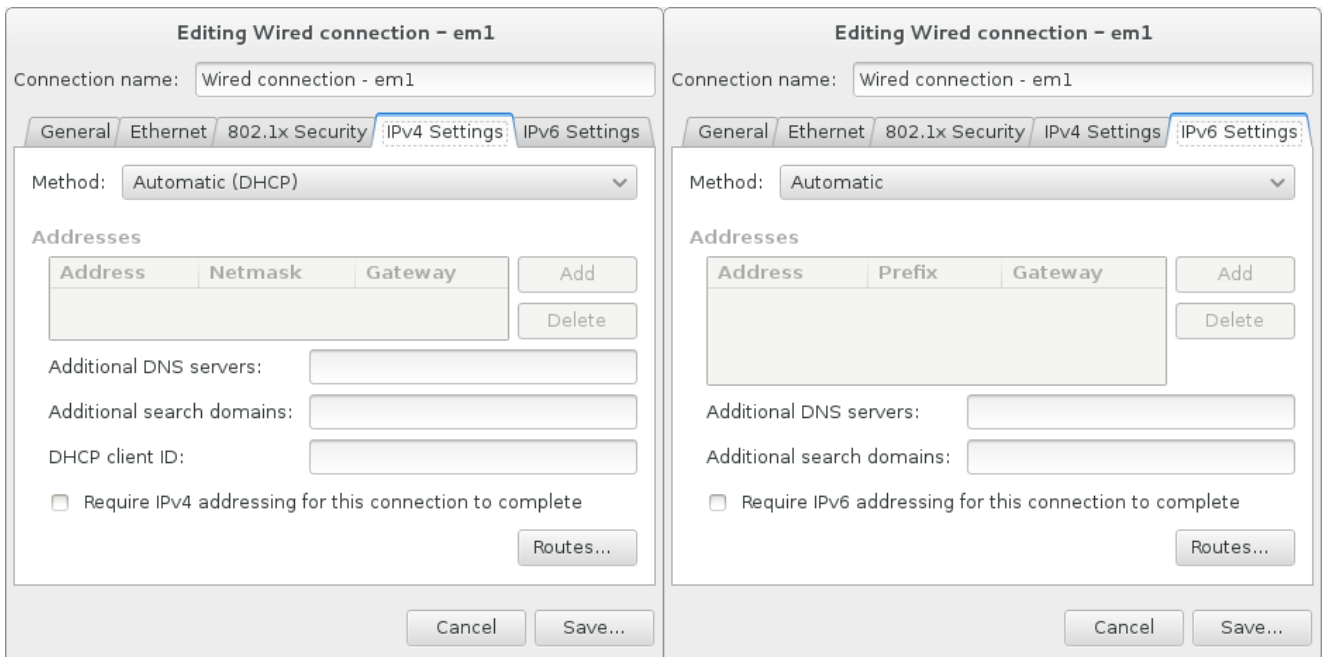 Editing Wired connection – em1
Connection name: Wired connection - em1
General Ethernet 802.1x Security IPv4 Settings IPv6 Settings
Method: Automatic (DHCP)
Addresses
Address Netmask Gateway
Add
Delete
Additional DNS servers:
Additional search domains:
DHCP client ID:
Require IPv4 addressing for this connection to complete
Routes...
Cancel Save...
Editing Wired connection – em1
Connection name: Wired connection - em1
General Ethernet 802.1x Security IPv4 Settings IPv6 Settings
Method: Automatic
Addresses
Address Prefix Gateway
Add
Delete
Additional DNS servers:
Additional search domains:
Require IPv6 addressing for this connection to complete
Routes...
Cancel Save...